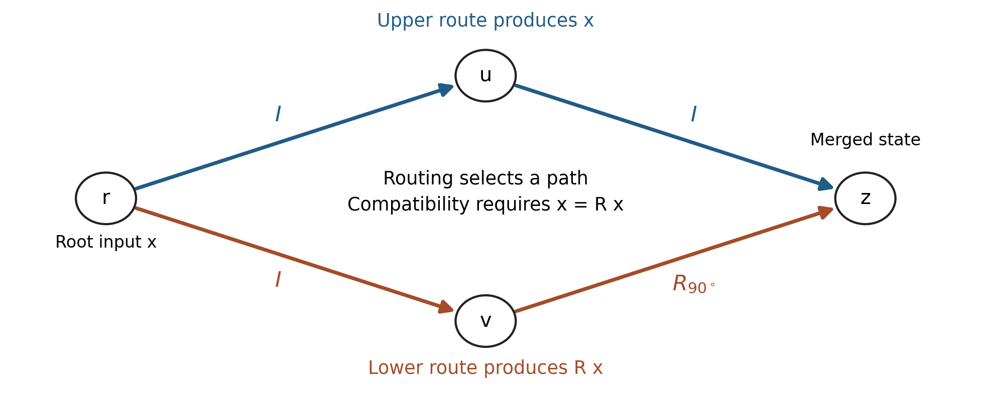 Upper route produces x
u
I
I
Merged state
Routing selects a path
Compatibility requires x = R x
r
z
Root input x
I
R90°
v
Lower route produces R x